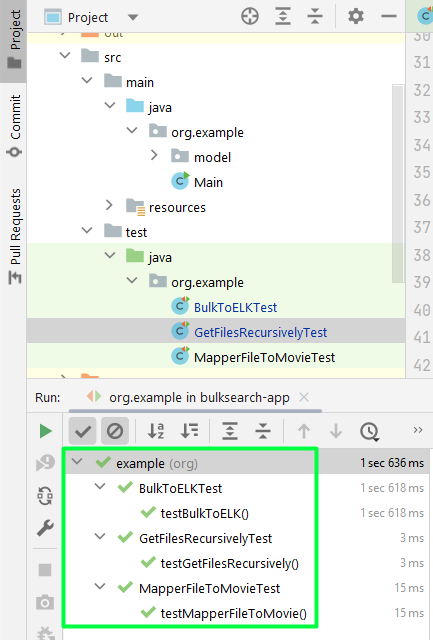 Project
Commit
Pull Requests
Project
out
src
main
java
org.example
model
Main
resources
test
java
org.example
BulkToELKTest
GetFilesRecursivelyTest
MapperFileToMovieTest
30
31
32
33
34
35
36
37
38
39
40
41
42
Run: org.example in bulksearch-app
example (org) 1 sec 636 ms
BulkToELKTest 1 sec 618 ms
testBulkToELK() 1 sec 618 ms
GetFilesRecursivelyTest 3 ms
testGetFilesRecursively() 3 ms
MapperFileToMovieTest 15 ms
testMapperFileToMovie() 15 ms